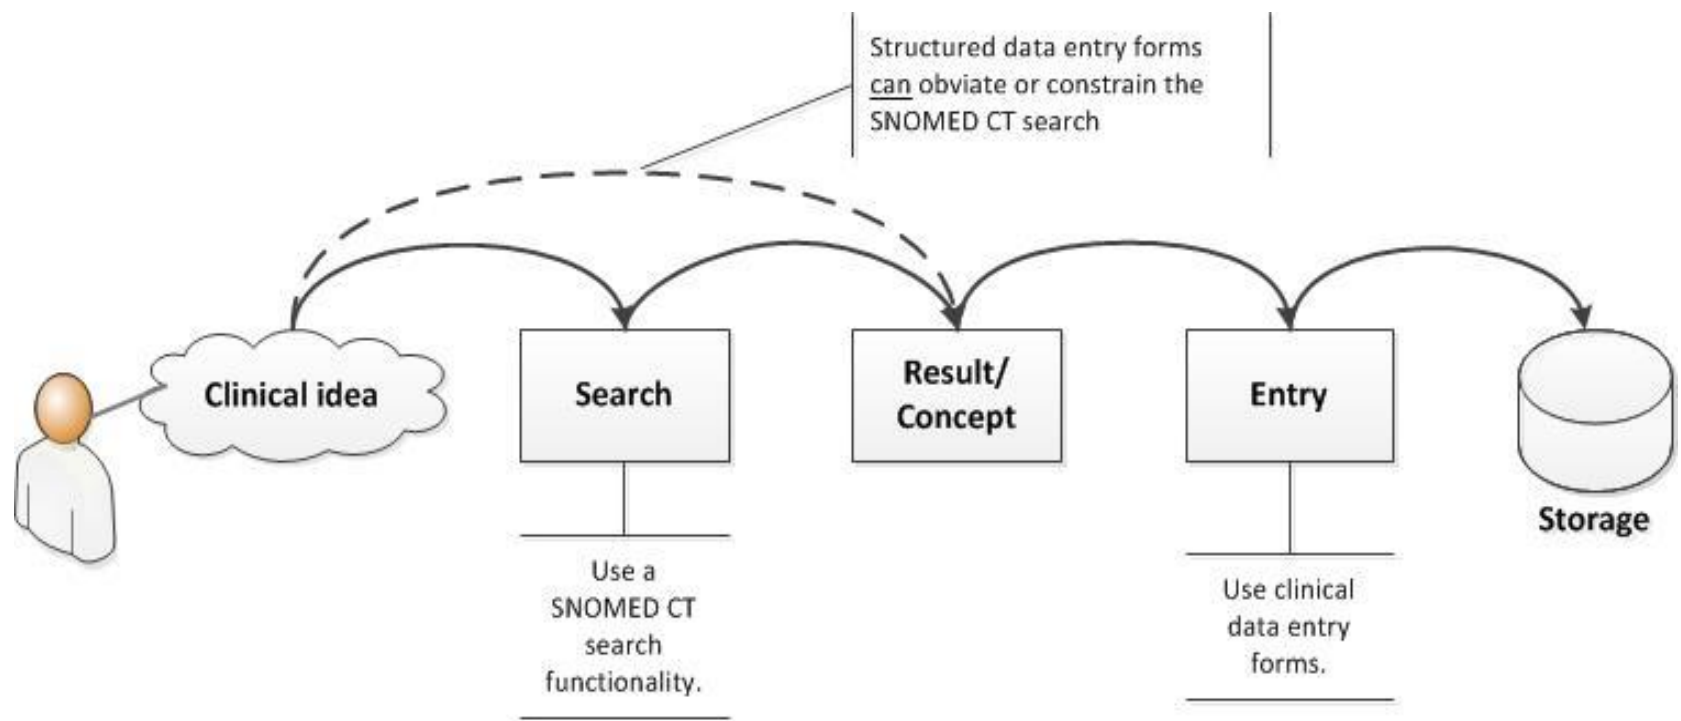 Structured data entry forms
can obviate or constrain the
SNOMED CT search
Clinical idea
Search
Result/
Concept
Entry
Storage
Use a
SNOMED CT
search
functionality.
Use clinical
data entry
forms.